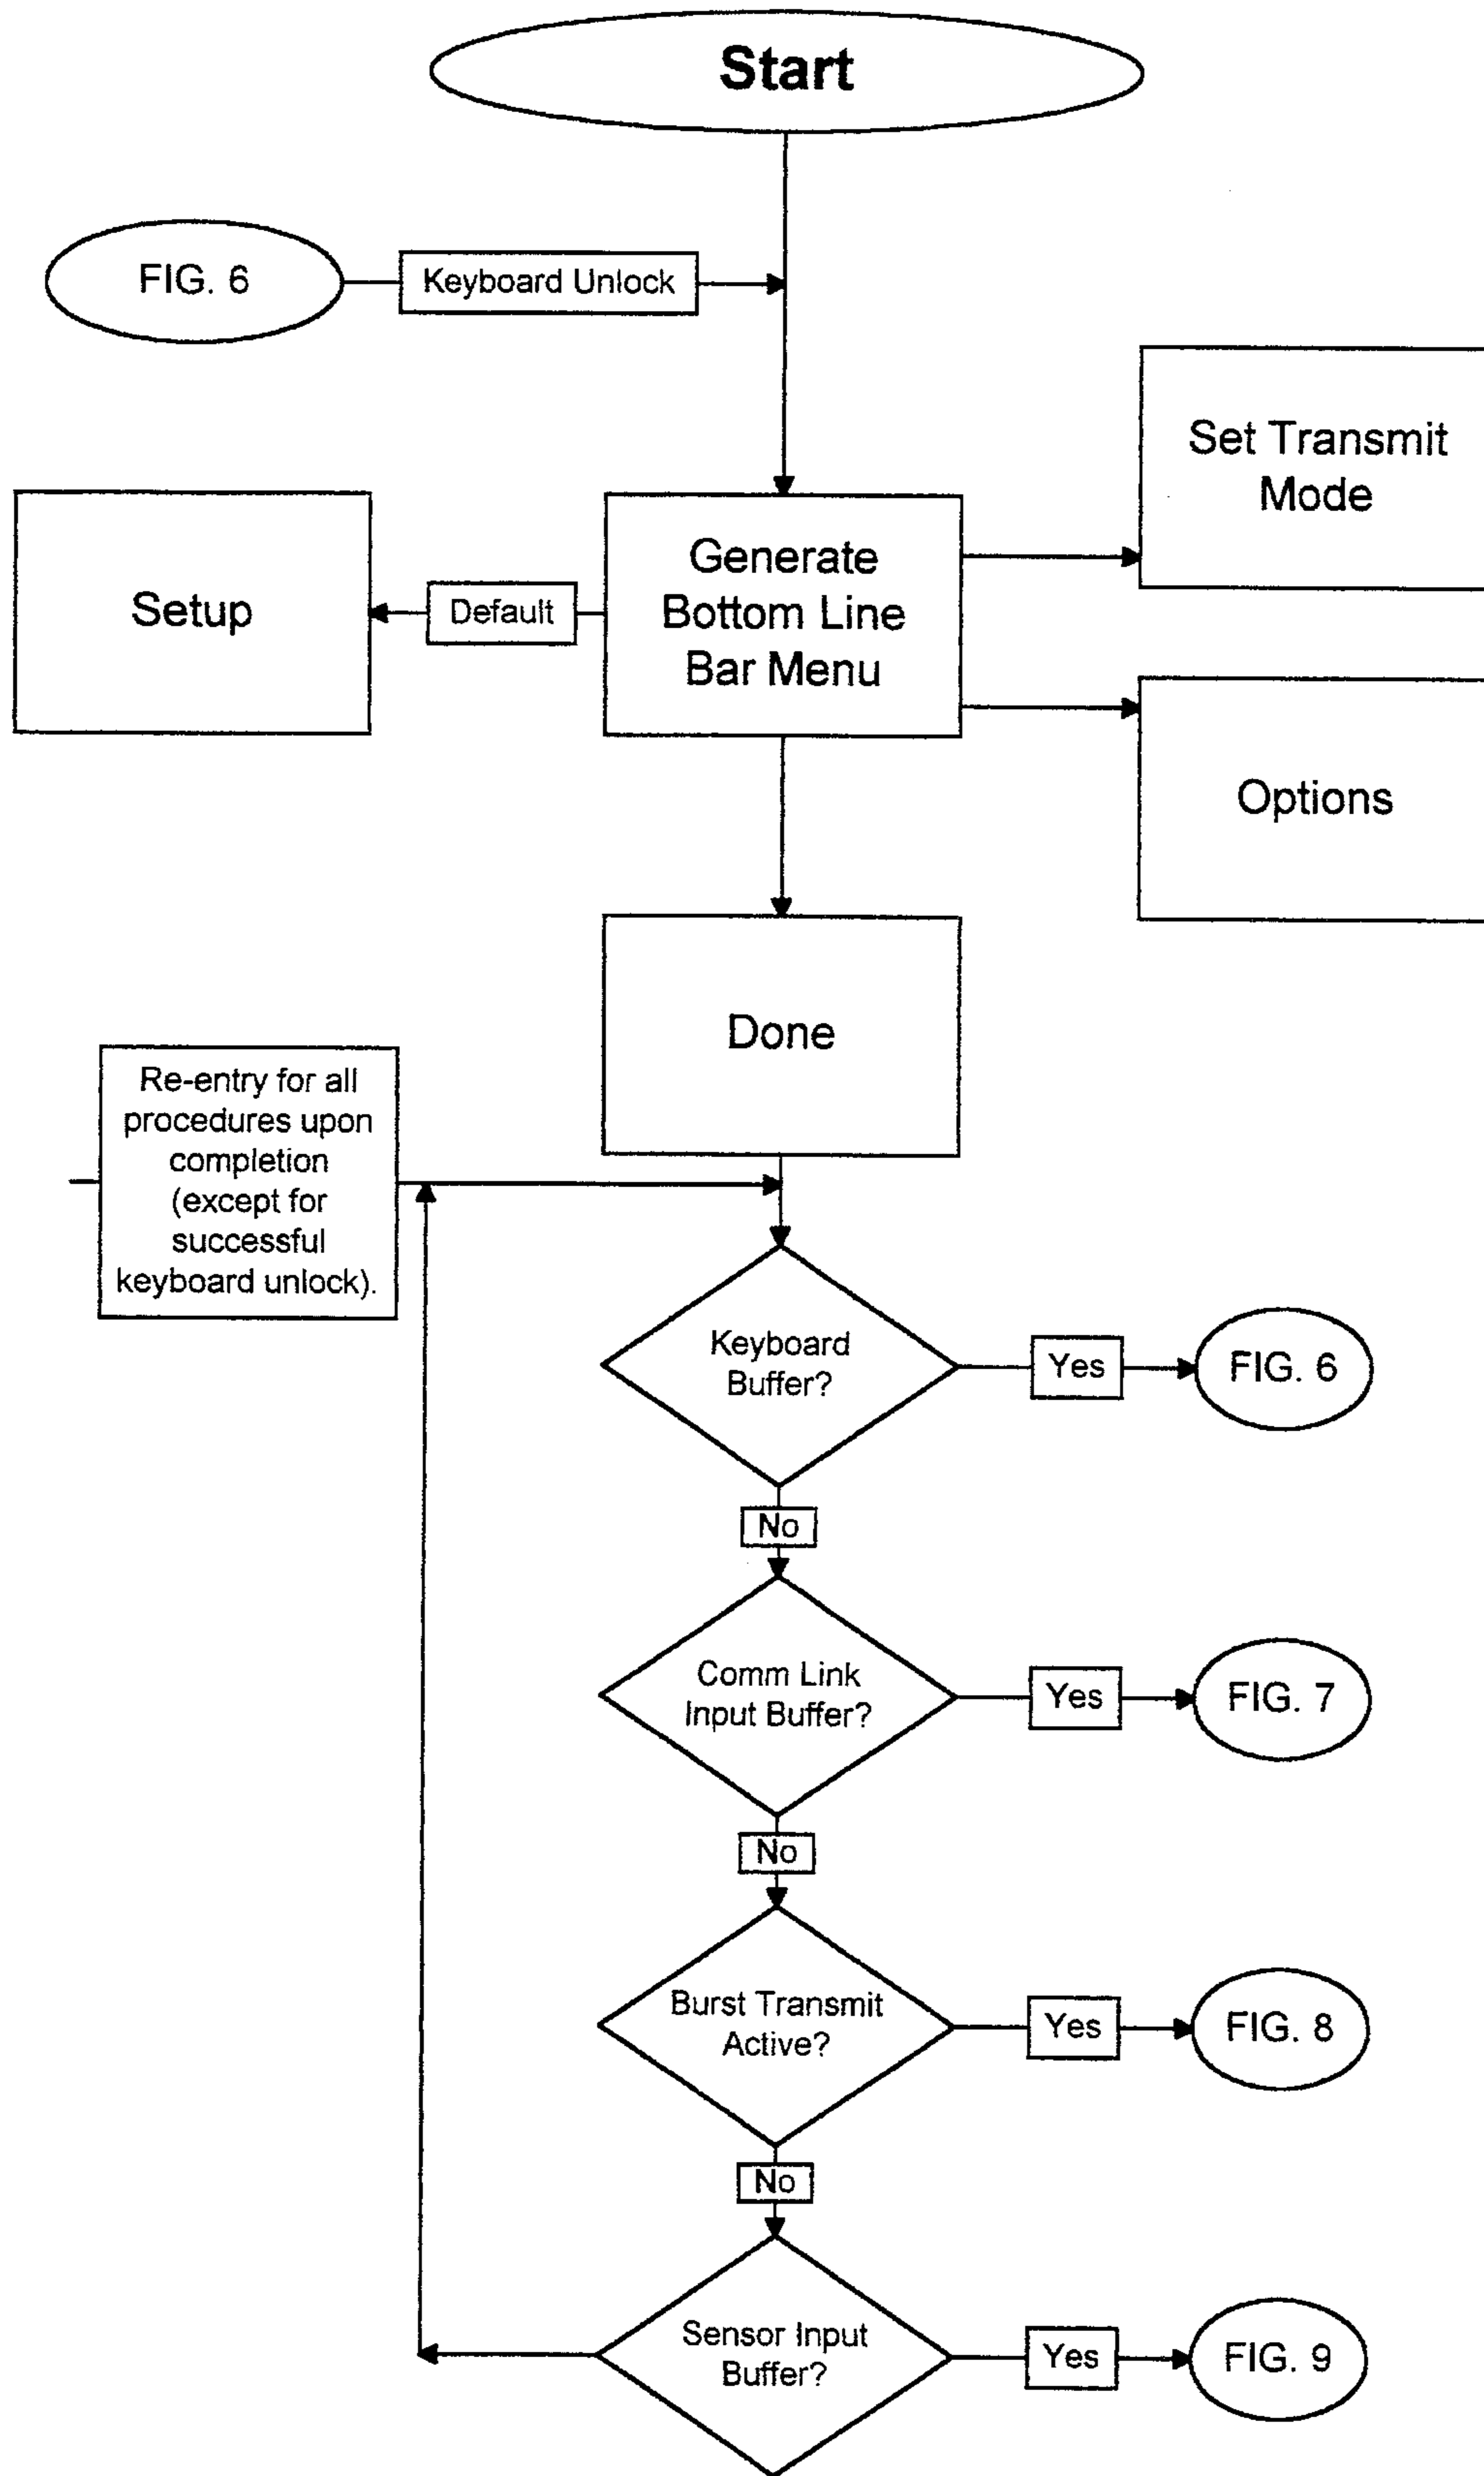 Start
FIG. 6
Keyboard Unlock
Set Transmit
Mode
Setup
Default
Generate
Bottom Line
Bar Menu
Options
Done
Re-entry for all
procedures upon
completion
(except for
successful
keyboard unlock).
Keyboard
Buffer?
Yes
FIG. 6
No
Comm Link
Input Buffer?
Yes
FIG. 7
No
Burst Transmit
Active?
Yes
FIG. 8
No
Sensor Input
Buffer?
Yes
FIG. 9